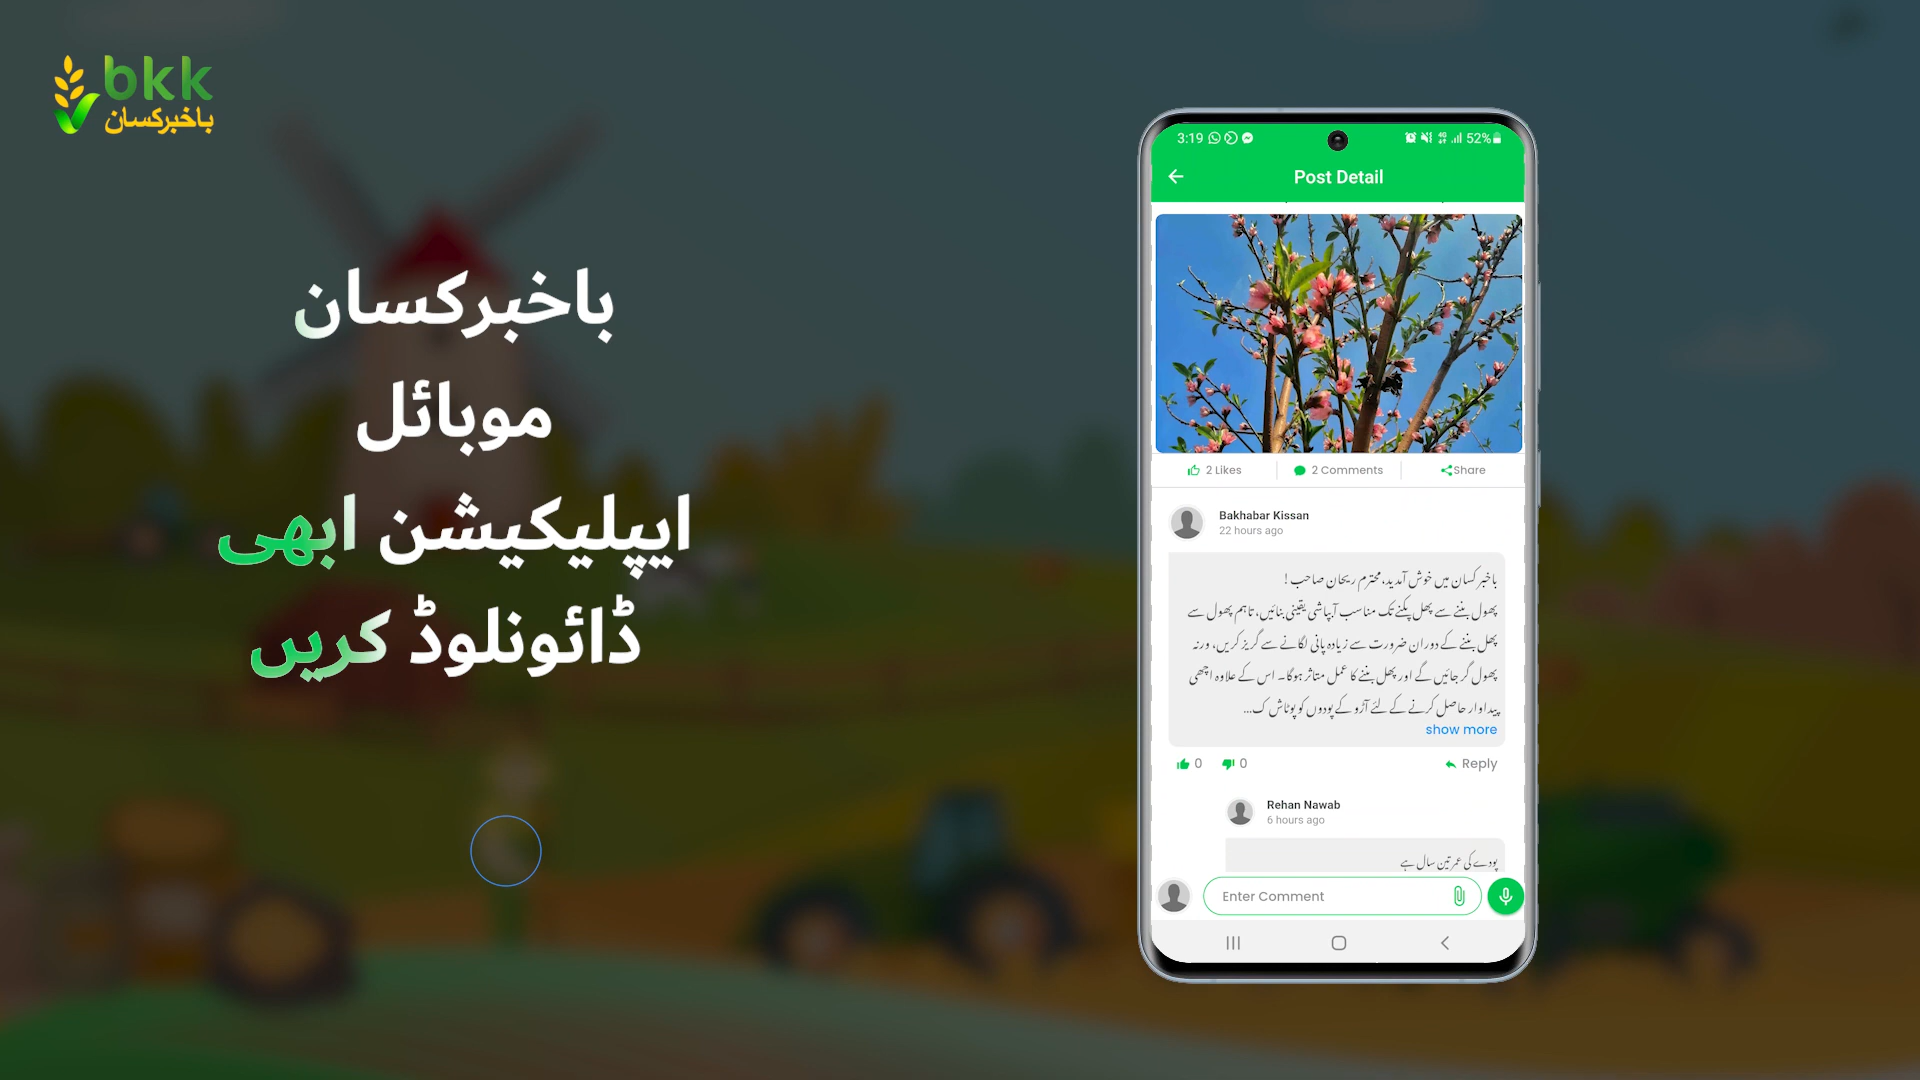 bkk
باخبرکسان
باخبرکسان
موبائل
ایپلیکیشن ابھی
ڈائونلوڈ کریں
3:19
52%
Post Detail
2 Likes
2 Comments
Share
Bakhabar Kissan
22 hours ago
باخبر کسان میں خوش آمدید، محترم ریحان صاحب !
پھول بننے سے پھل پکنے تک مناسب آبپاشی یقینی بنائیں، تاہم پھول سے
پھل بننے کے دوران ضرورت سے زیادہ پانی لگانے سے گریز کریں، ورنہ
پھول گر جائیں گے اور پھل بننے کا عمل متاثر ہوگا۔ اس کے علاوہ اچھی
پیداوار حاصل کرنے کے لئے آڑو کے پودوں کو پوٹاش ک...
show more
0
0
Reply
Rehan Nawab
6 hours ago
پودے کی عمر تین سال ہے
Enter Comment